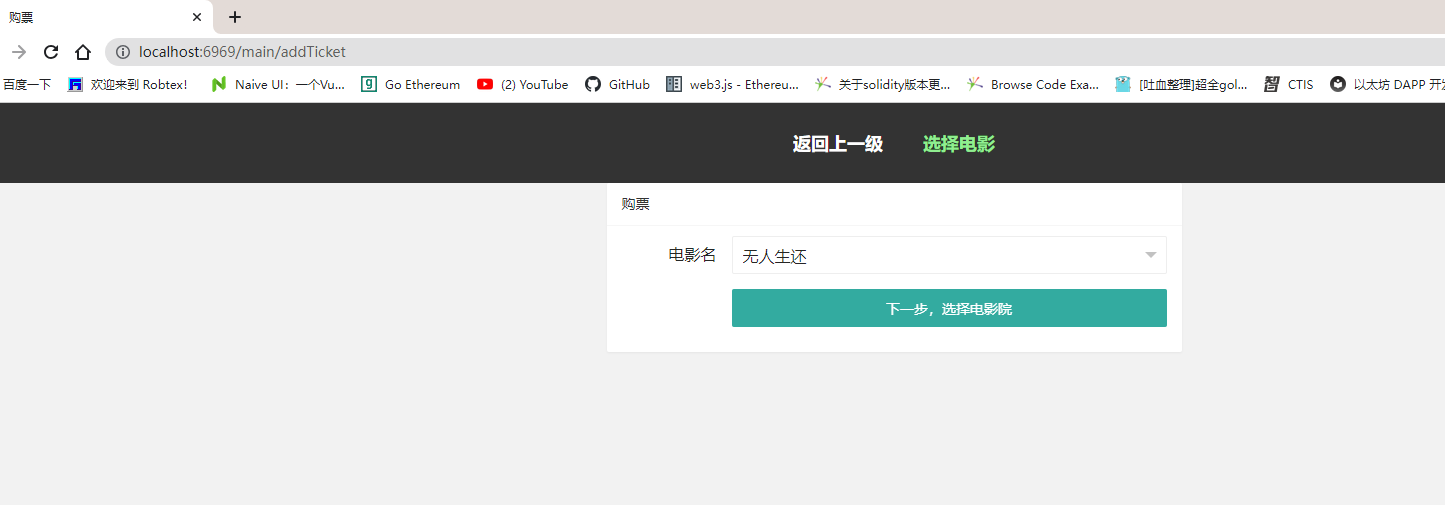 购票
localhost:6969/main/addTicket
百度一下 欢迎来到 Robtex! Naive UI：一个Vu... Go Ethereum (2) YouTube GitHub web3.js - Ethereu... 关于solidity版本更... Browse Code Exa... [吐血整理]超全gol... CTIS 以太坊 DAPP 开发
返回上一级 选择电影
购票
电影名 无人生还
下一步，选择电影院